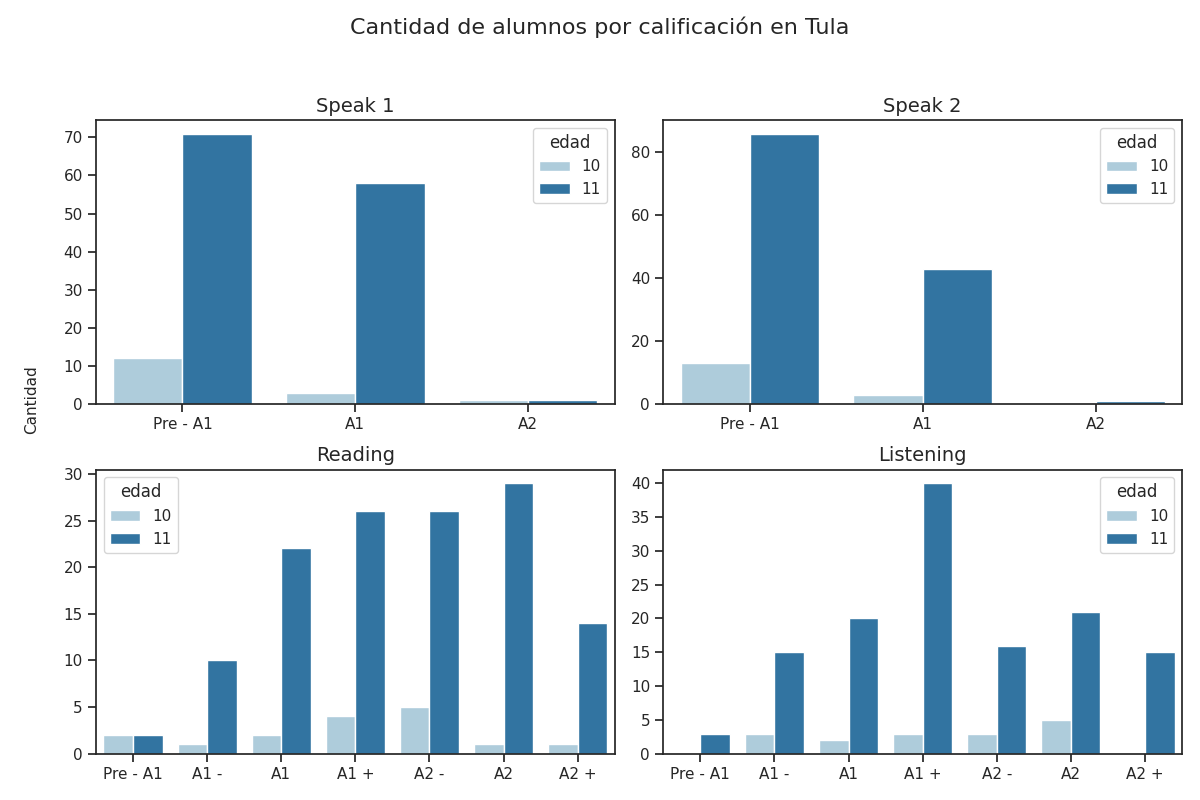 Cantidad de alumnos por calificación en Tula
Cantidad
Speak 1
70
60
50
40
30
20
10
0
Pre - A1 A1 A2
edad
10
11
Speak 2
80
60
40
20
0
Pre - A1 A1 A2
edad
10
11
Reading
30
25
20
15
10
5
0
Pre - A1 A1 - A1 A1 + A2 - A2 A2 +
edad
10
11
Listening
40
35
30
25
20
15
10
5
0
Pre - A1 A1 - A1 A1 + A2 - A2 A2 +
edad
10
11